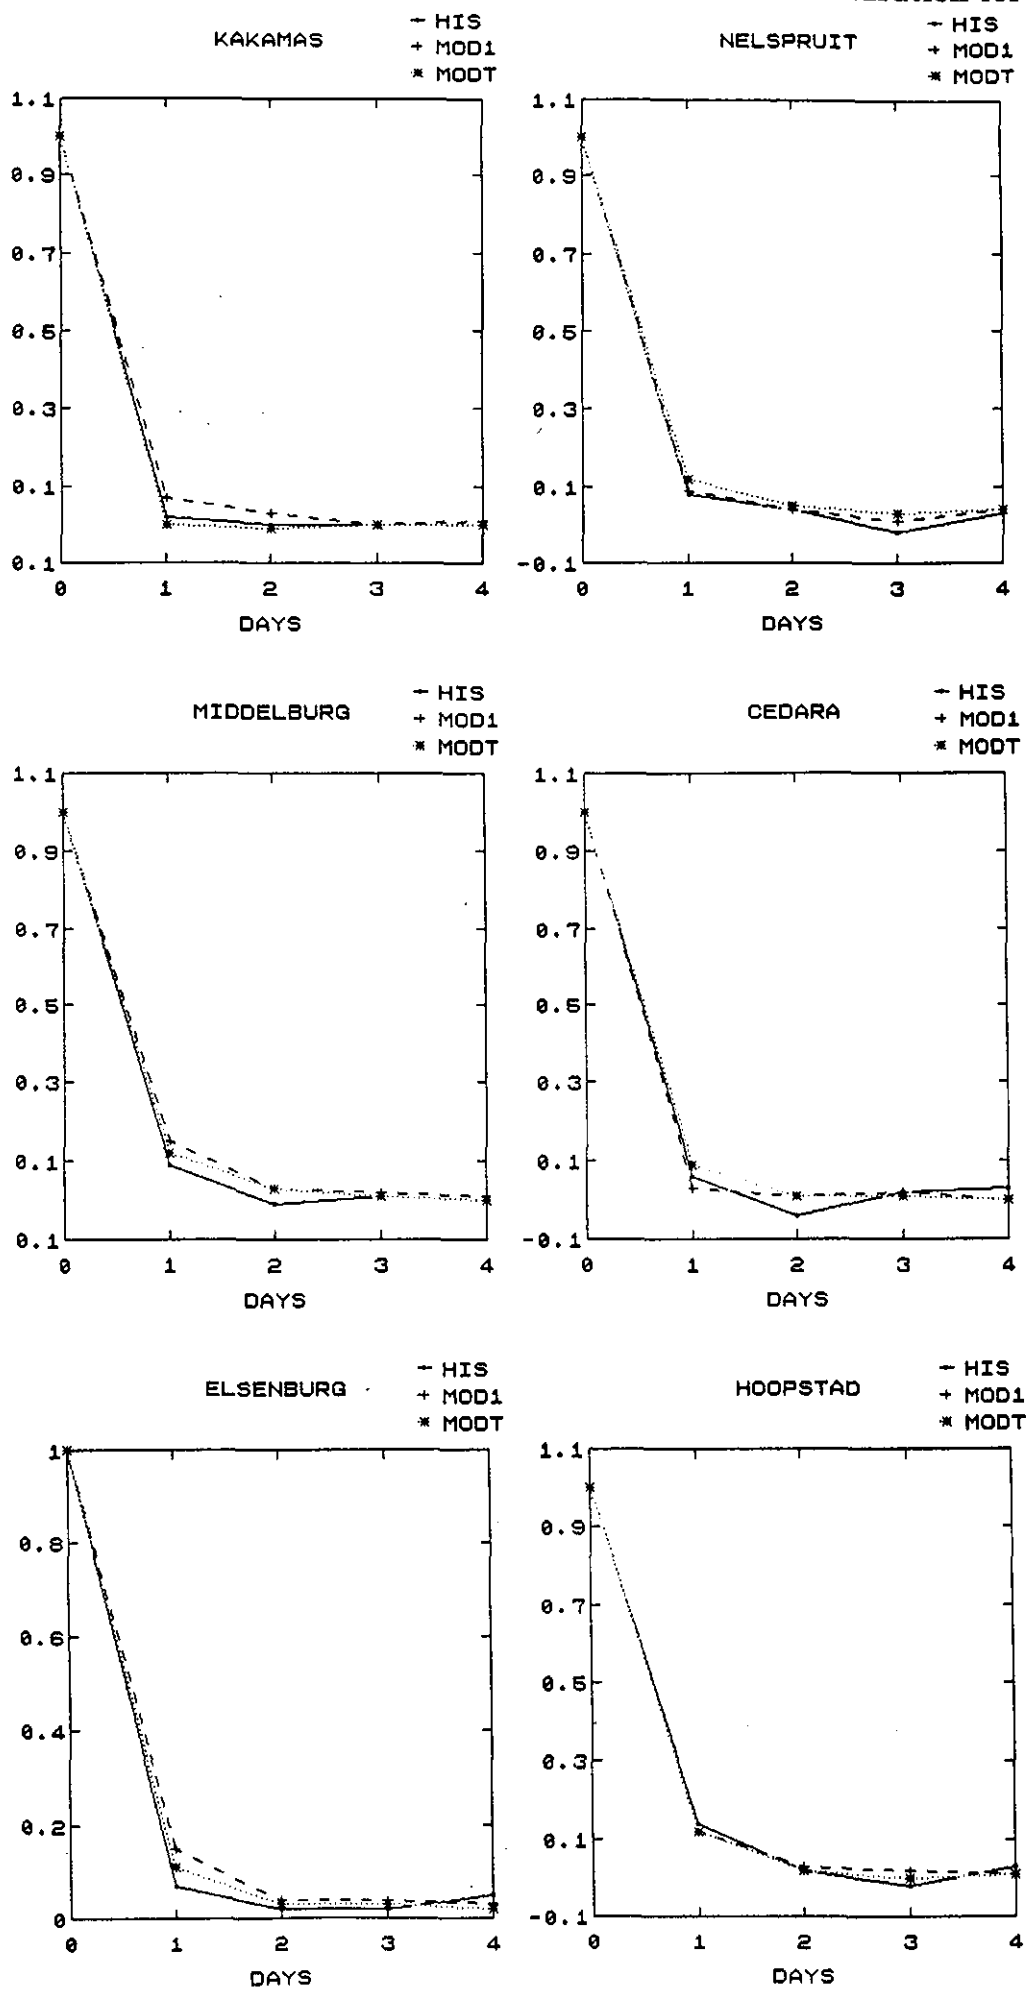 KAKAMAS
HIS
MOD1
MODT
1.1
0.9
0.7
0.5
0.3
0.1
0.1
0 1 2 3 4
DAYS
NELSPRUIT
HIS
MOD1
MODT
1.1
0.9
0.7
0.5
0.3
0.1
-0.1
0 1 2 3 4
DAYS
MIDDELBURG
HIS
MOD1
MODT
1.1
0.9
0.7
0.5
0.3
0.1
0.1
0 1 2 3 4
DAYS
CEDARA
HIS
MOD1
MODT
1.1
0.9
0.7
0.5
0.3
0.1
-0.1
0 1 2 3 4
DAYS
ELSENBURG
HIS
MOD1
MODT
1
0.8
0.6
0.4
0.2
0
0 1 2 3 4
DAYS
HOOPSTAD
HIS
MOD1
MODT
1.1
0.9
0.7
0.5
0.3
0.1
-0.1
0 1 2 3 4
DAYS